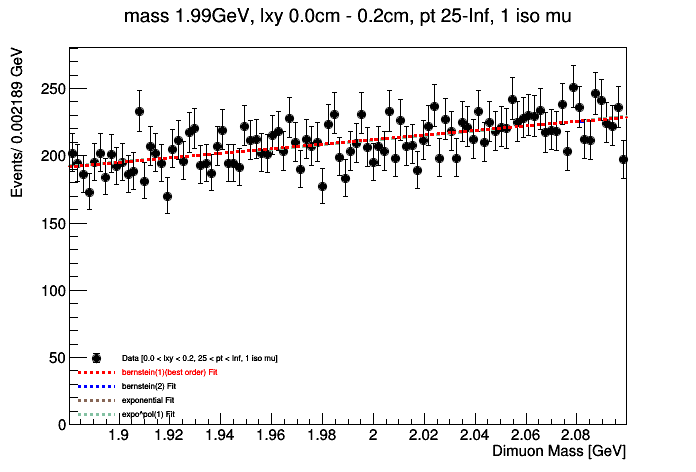 mass 1.99GeV, lxy 0.0cm - 0.2cm, pt 25-Inf, 1 iso mu
Events/ 0.002189 GeV
250
200
150
100
50
0
Data [0.0 < lxy < 0.2, 25 < pt < Inf, 1 iso mu]
bernstein(1)(best order) Fit
bernstein(2) Fit
exponential Fit
expo*pol(1) Fit
1.9 1.92 1.94 1.96 1.98 2 2.02 2.04 2.06 2.08
Dimuon Mass [GeV]